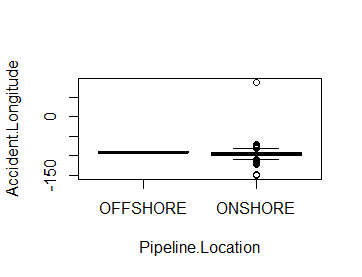 Accident.Longitude
0
-150
OFFSHORE ONSHORE
Pipeline.Location